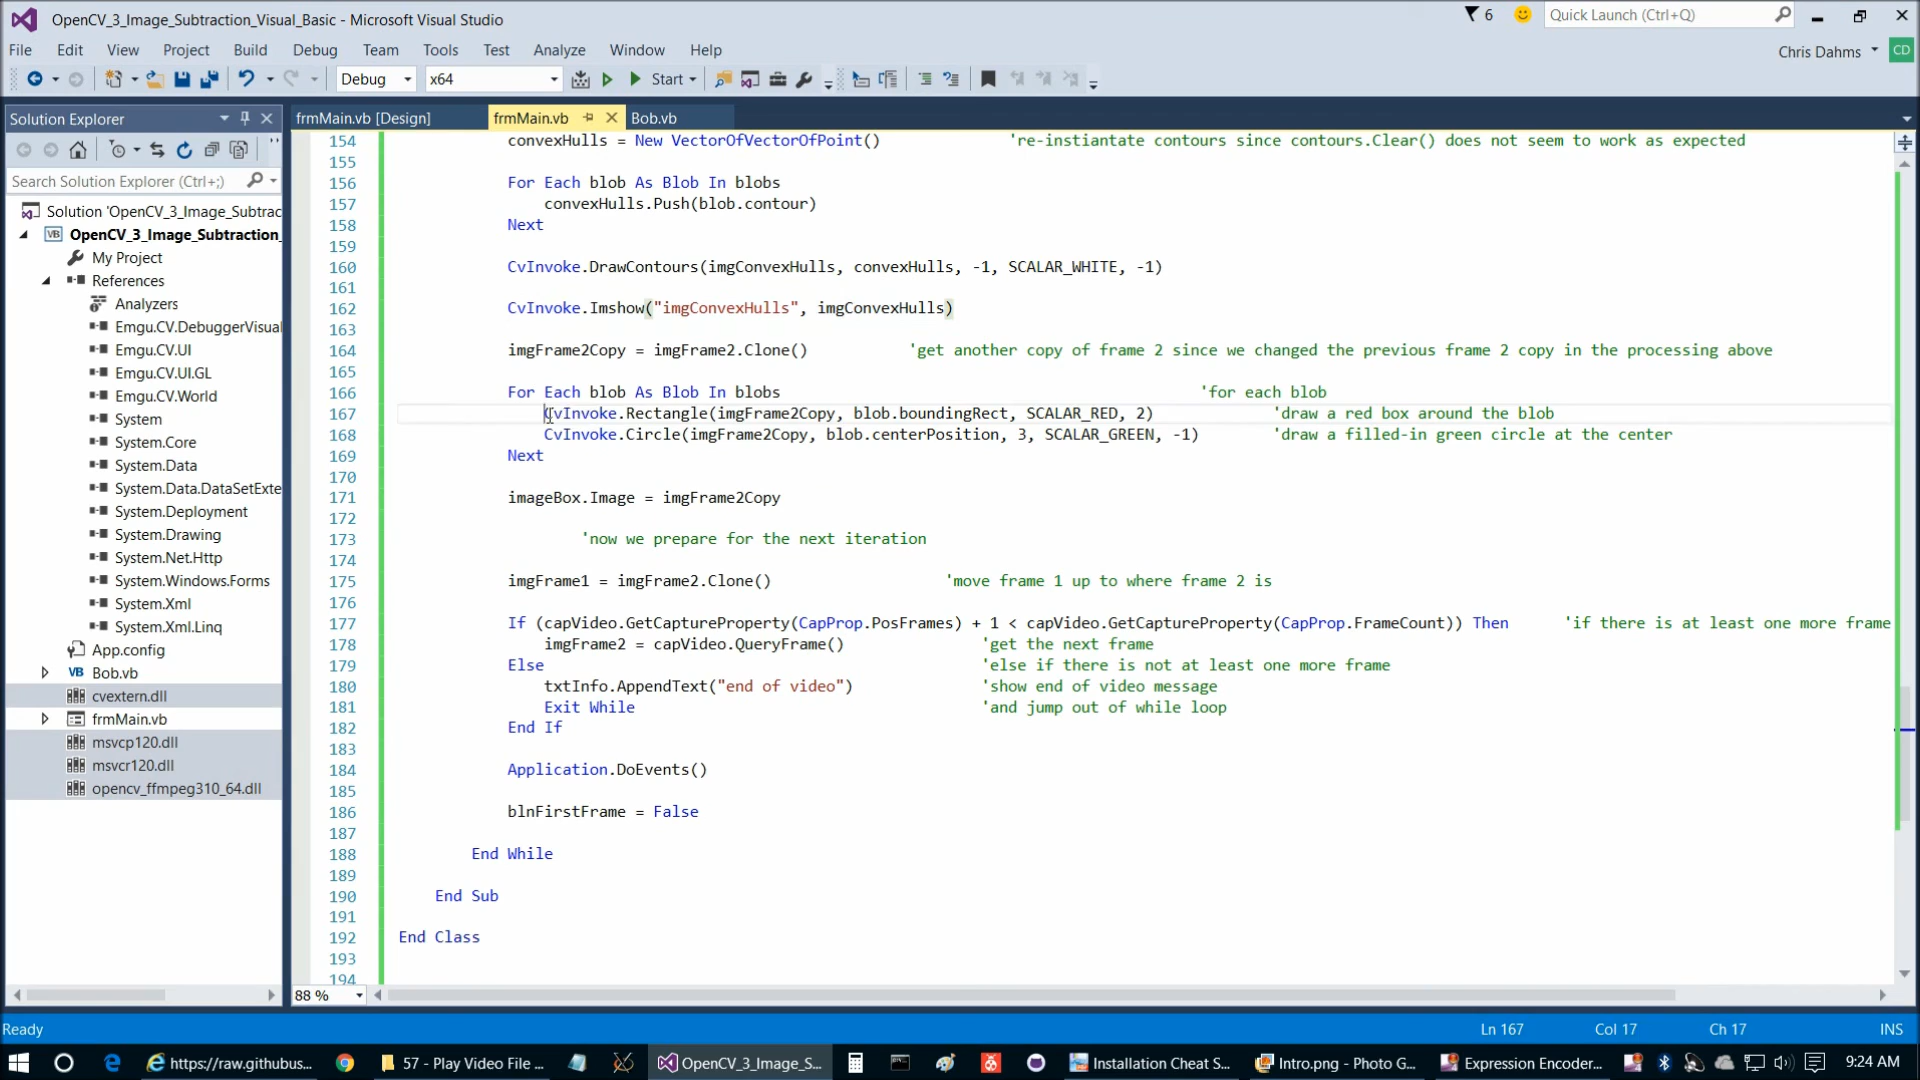 OpenCV_3_Image_Subtraction_Visual_Basic - Microsoft Visual Studio
6
Quick Launch (Ctrl+Q)
File Edit View Project Build Debug Team Tools Test Analyze Window Help
Chris Dahms
CD
Debug
x64
Start
Solution Explorer
frmMain.vb [Design]
frmMain.vb
Bob.vb
Search Solution Explorer (Ctrl+;)
Solution 'OpenCV_3_Image_Subtrac
OpenCV_3_Image_Subtraction_
My Project
References
Analyzers
Emgu.CV.DebuggerVisual
Emgu.CV.UI
Emgu.CV.UI.GL
Emgu.CV.World
System
System.Core
System.Data
System.Data.DataSetExte
System.Deployment
System.Drawing
System.Net.Http
System.Windows.Forms
System.Xml
System.Xml.Linq
App.config
VB Bob.vb
cvextern.dll
frmMain.vb
msvcp120.dll
msvcr120.dll
opencv_ffmpeg310_64.dll
154 convexHulls = New VectorOfVectorOfPoint() 're-instiantate contours since contours.Clear() does not seem to work as expected
155
156 For Each blob As Blob In blobs
157 convexHulls.Push(blob.contour)
158 Next
159
160 CvInvoke.DrawContours(imgConvexHulls, convexHulls, -1, SCALAR_WHITE, -1)
161
162 CvInvoke.Imshow("imgConvexHulls", imgConvexHulls)
163
164 imgFrame2Copy = imgFrame2.Clone() 'get another copy of frame 2 since we changed the previous frame 2 copy in the processing above
165
166 For Each blob As Blob In blobs 'for each blob
167 CvInvoke.Rectangle(imgFrame2Copy, blob.boundingRect, SCALAR_RED, 2) 'draw a red box around the blob
168 CvInvoke.Circle(imgFrame2Copy, blob.centerPosition, 3, SCALAR_GREEN, -1) 'draw a filled-in green circle at the center
169 Next
170
171 imageBox.Image = imgFrame2Copy
172
173 'now we prepare for the next iteration
174
175 imgFrame1 = imgFrame2.Clone() 'move frame 1 up to where frame 2 is
176
177 If (capVideo.GetCaptureProperty(CapProp.PosFrames) + 1 < capVideo.GetCaptureProperty(CapProp.FrameCount)) Then 'if there is at least one more frame
178 imgFrame2 = capVideo.QueryFrame() 'get the next frame
179 Else 'else if there is not at least one more frame
180 txtInfo.AppendText("end of video") 'show end of video message
181 Exit While 'and jump out of while loop
182 End If
183
184 Application.DoEvents()
185
186 blnFirstFrame = False
187
188 End While
189
190 End Sub
191
192 End Class
193
194
88 %
Ready
Ln 167 Col 17 Ch 17 INS
https://raw.githubus...
57 - Play Video File ...
OpenCV_3_Image_S...
Installation Cheat S...
Intro.png - Photo G...
Expression Encoder...
9:24 AM